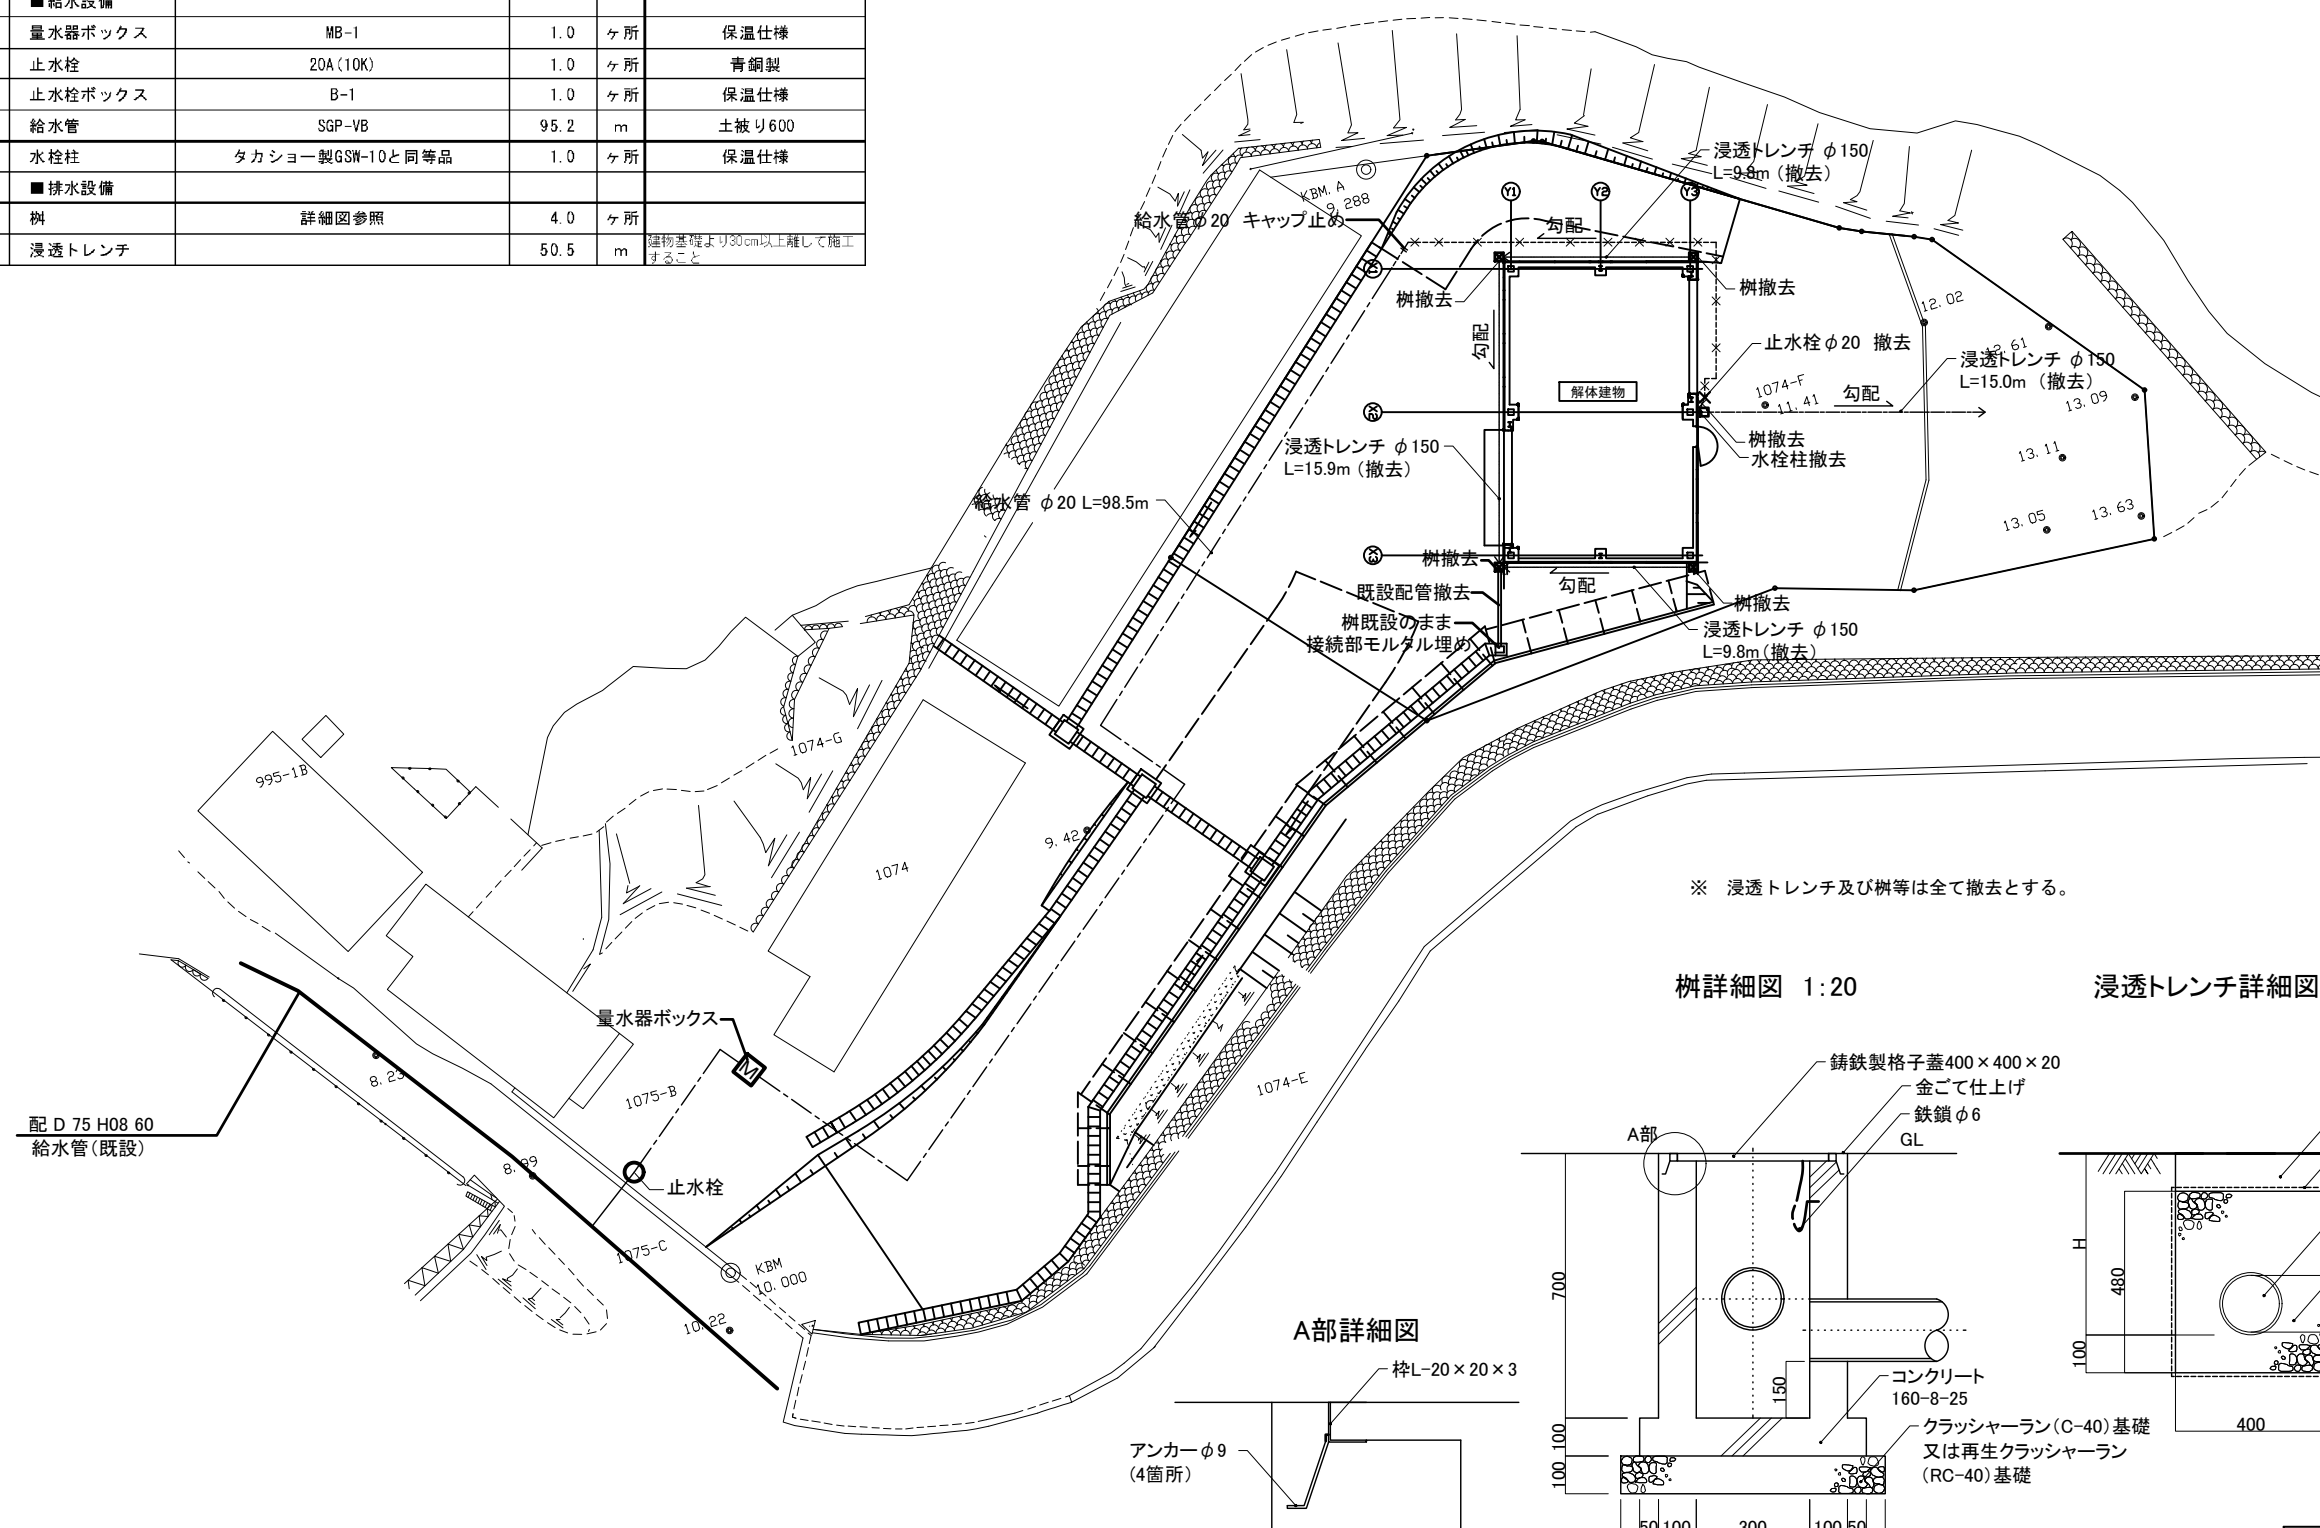 ■給水設備
量水器ボックス MB-1 1.0 ヶ所 保温仕様
止水栓 20A(10K) 1.0 ヶ所 青銅製
止水栓ボックス B-1 1.0 ヶ所 保温仕様
給水管 SGP-VB 95.2 m 土被り600
水栓柱 タカショー製GSW-10と同等品 1.0 ヶ所 保温仕様
■排水設備
桝 詳細図参照 4.0 ヶ所
浸透トレンチ 50.5 m 建物基礎より30cm以上離して施工
すること
浸透トレンチ φ150
L=9.8m (撤去)
Y1 Y2 Y3
KBM.A
9.288
給水管φ20 キャップ止め
勾配
X1
桝撤去
桝撤去
勾配
12.02
止水栓φ20 撤去
12.61
浸透トレンチ φ150
L=15.0m (撤去)
解体建物
1074-F
11.41
勾配
13.09
X2
桝撤去
水栓柱撤去
浸透トレンチ φ150
L=15.9m (撤去)
13.11
給水管 φ20 L=98.5m
13.05
13.63
X3
桝撤去
勾配
既設配管撤去
桝撤去
桝既設のまま
接続部モルタル埋め
浸透トレンチ φ150
L=9.8m (撤去)
1074-G
995-1B
9.42
1074
※ 浸透トレンチ及び桝等は全て撤去とする。
桝詳細図 1:20
浸透トレンチ詳細図
量水器ボックス
M
8.23
1075-B
1074-E
配 D 75 H08 60
給水管(既設)
8.99
止水栓
1075-C
KBM
10.000
10.22
鋳鉄製格子蓋400×400×20
金ごて仕上げ
鉄鎖φ6
A部
GL
700
150
100
100
コンクリート
160-8-25
クラッシャーラン(C-40)基礎
又は再生クラッシャーラン
(RC-40)基礎
50 100 300 100 50
H
480
100
400
A部詳細図
枠L-20×20×3
アンカーφ9
(4箇所)